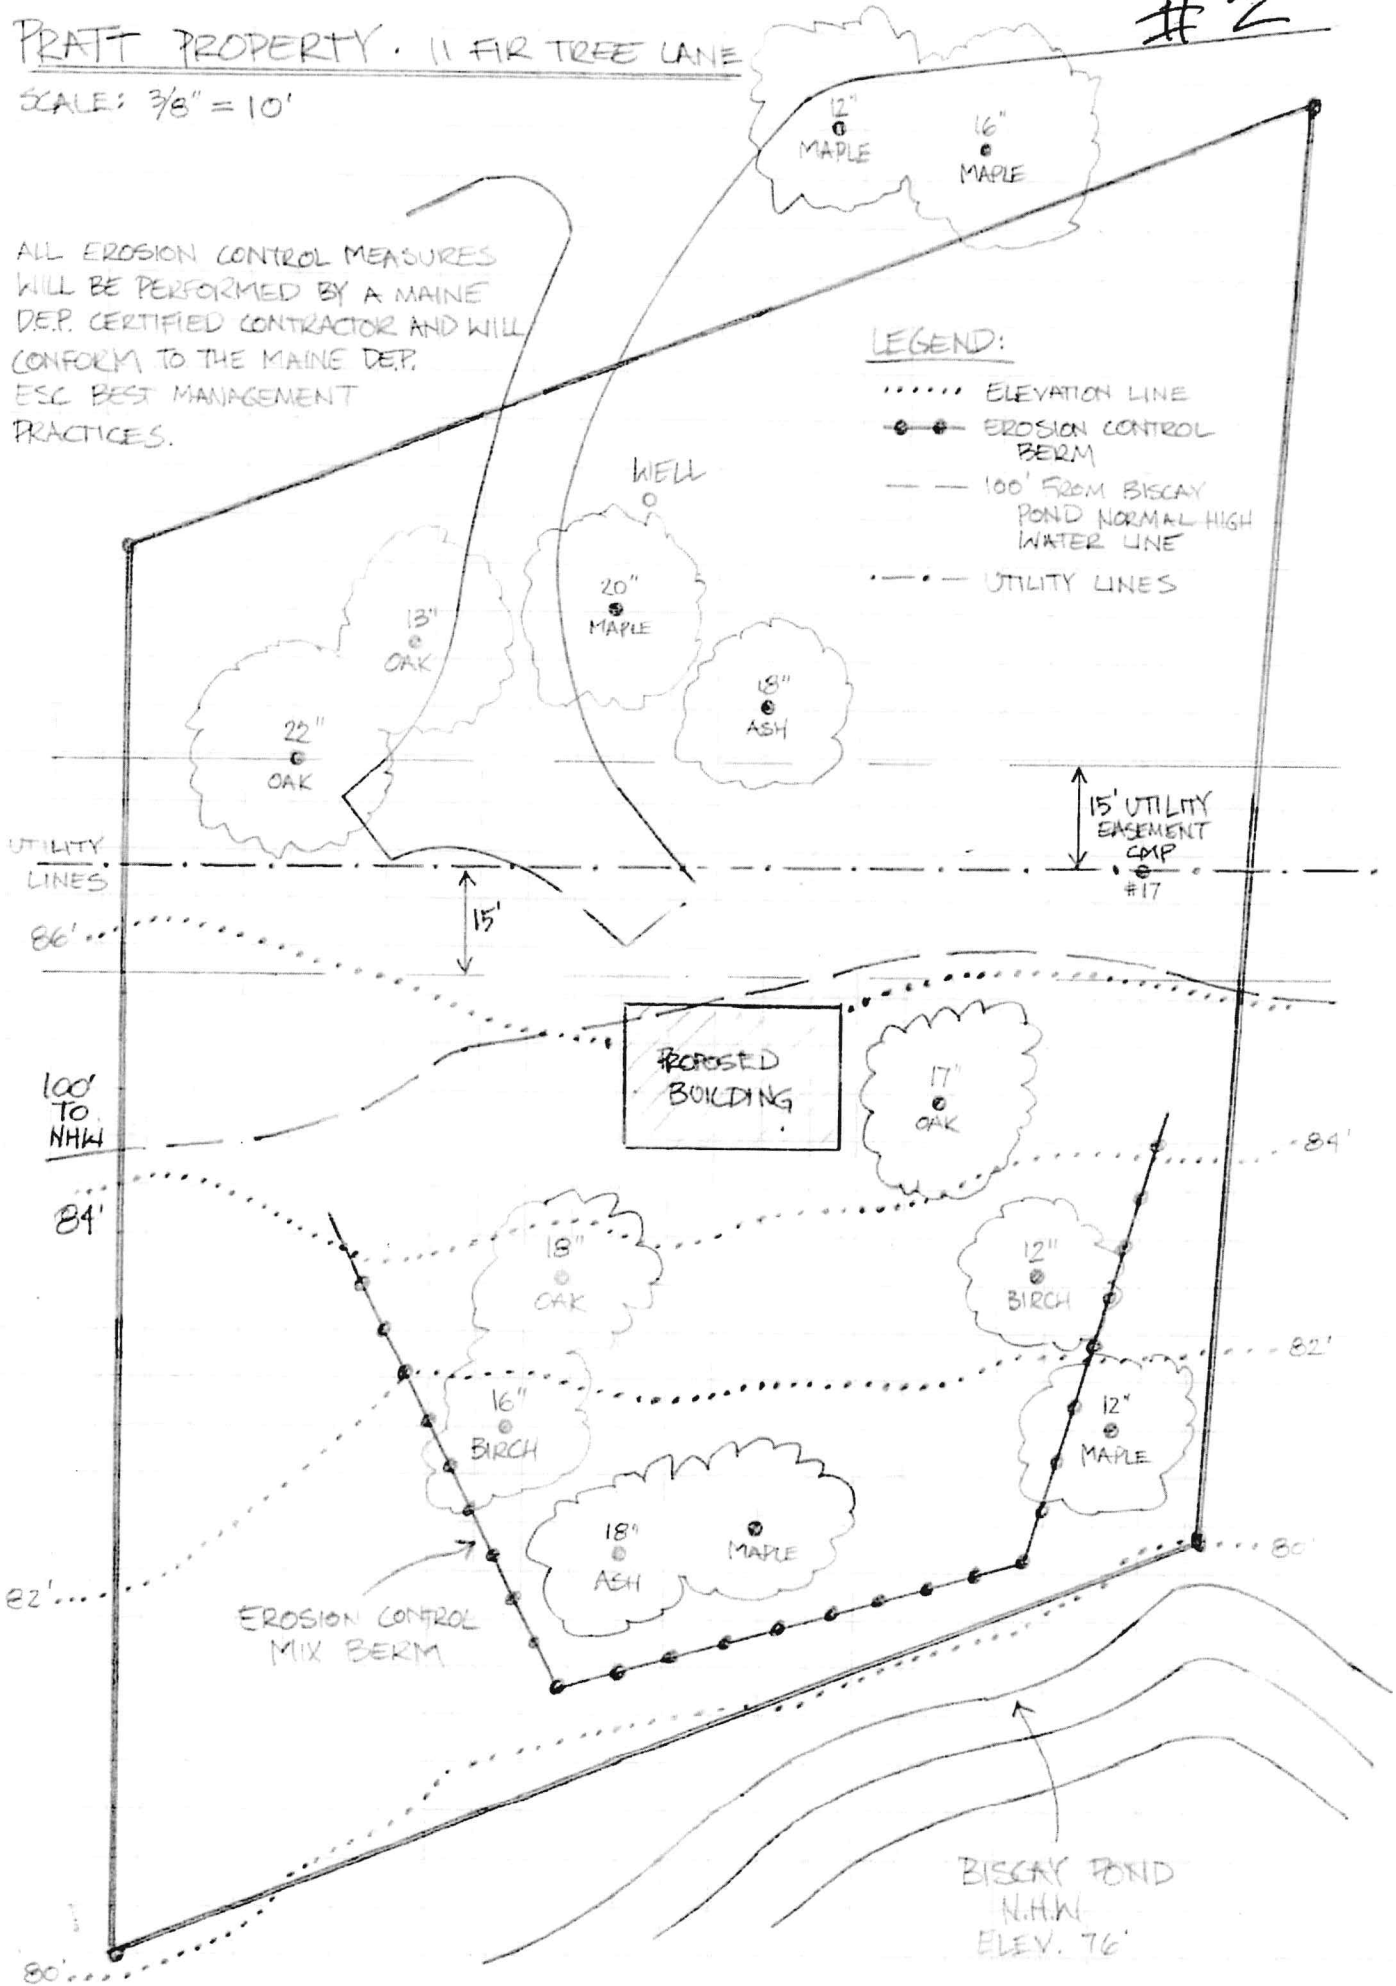 #2
PRATT PROPERTY. 11 FIR TREE LANE
SCALE: 3/8" = 10'
12"
MAPLE
16"
MAPLE
ALL EROSION CONTROL MEASURES
WILL BE PERFORMED BY A MAINE
D.E.P. CERTIFIED CONTRACTOR AND WILL
CONFORM TO THE MAINE D.E.P.
ESC BEST MANAGEMENT
PRACTICES.
LEGEND:
ELEVATION LINE
EROSION CONTROL
BERM
100' FROM BISCAY
POND NORMAL HIGH
WATER LINE
UTILITY LINES
WELL
20"
MAPLE
13"
OAK
18"
ASH
22"
OAK
15' UTILITY
EASEMENT
CMP
#17
UTILITY
LINES
15'
86'
PROPOSED
BUILDING
17"
OAK
100'
TO
NHW
84'
84'
18"
OAK
12"
BIRCH
82'
16"
BIRCH
12"
MAPLE
18"
ASH
MAPLE
80'
82'
EROSION CONTROL
MIX BERM
BISCAY POND
N.H.W
ELEV. 76'
80'